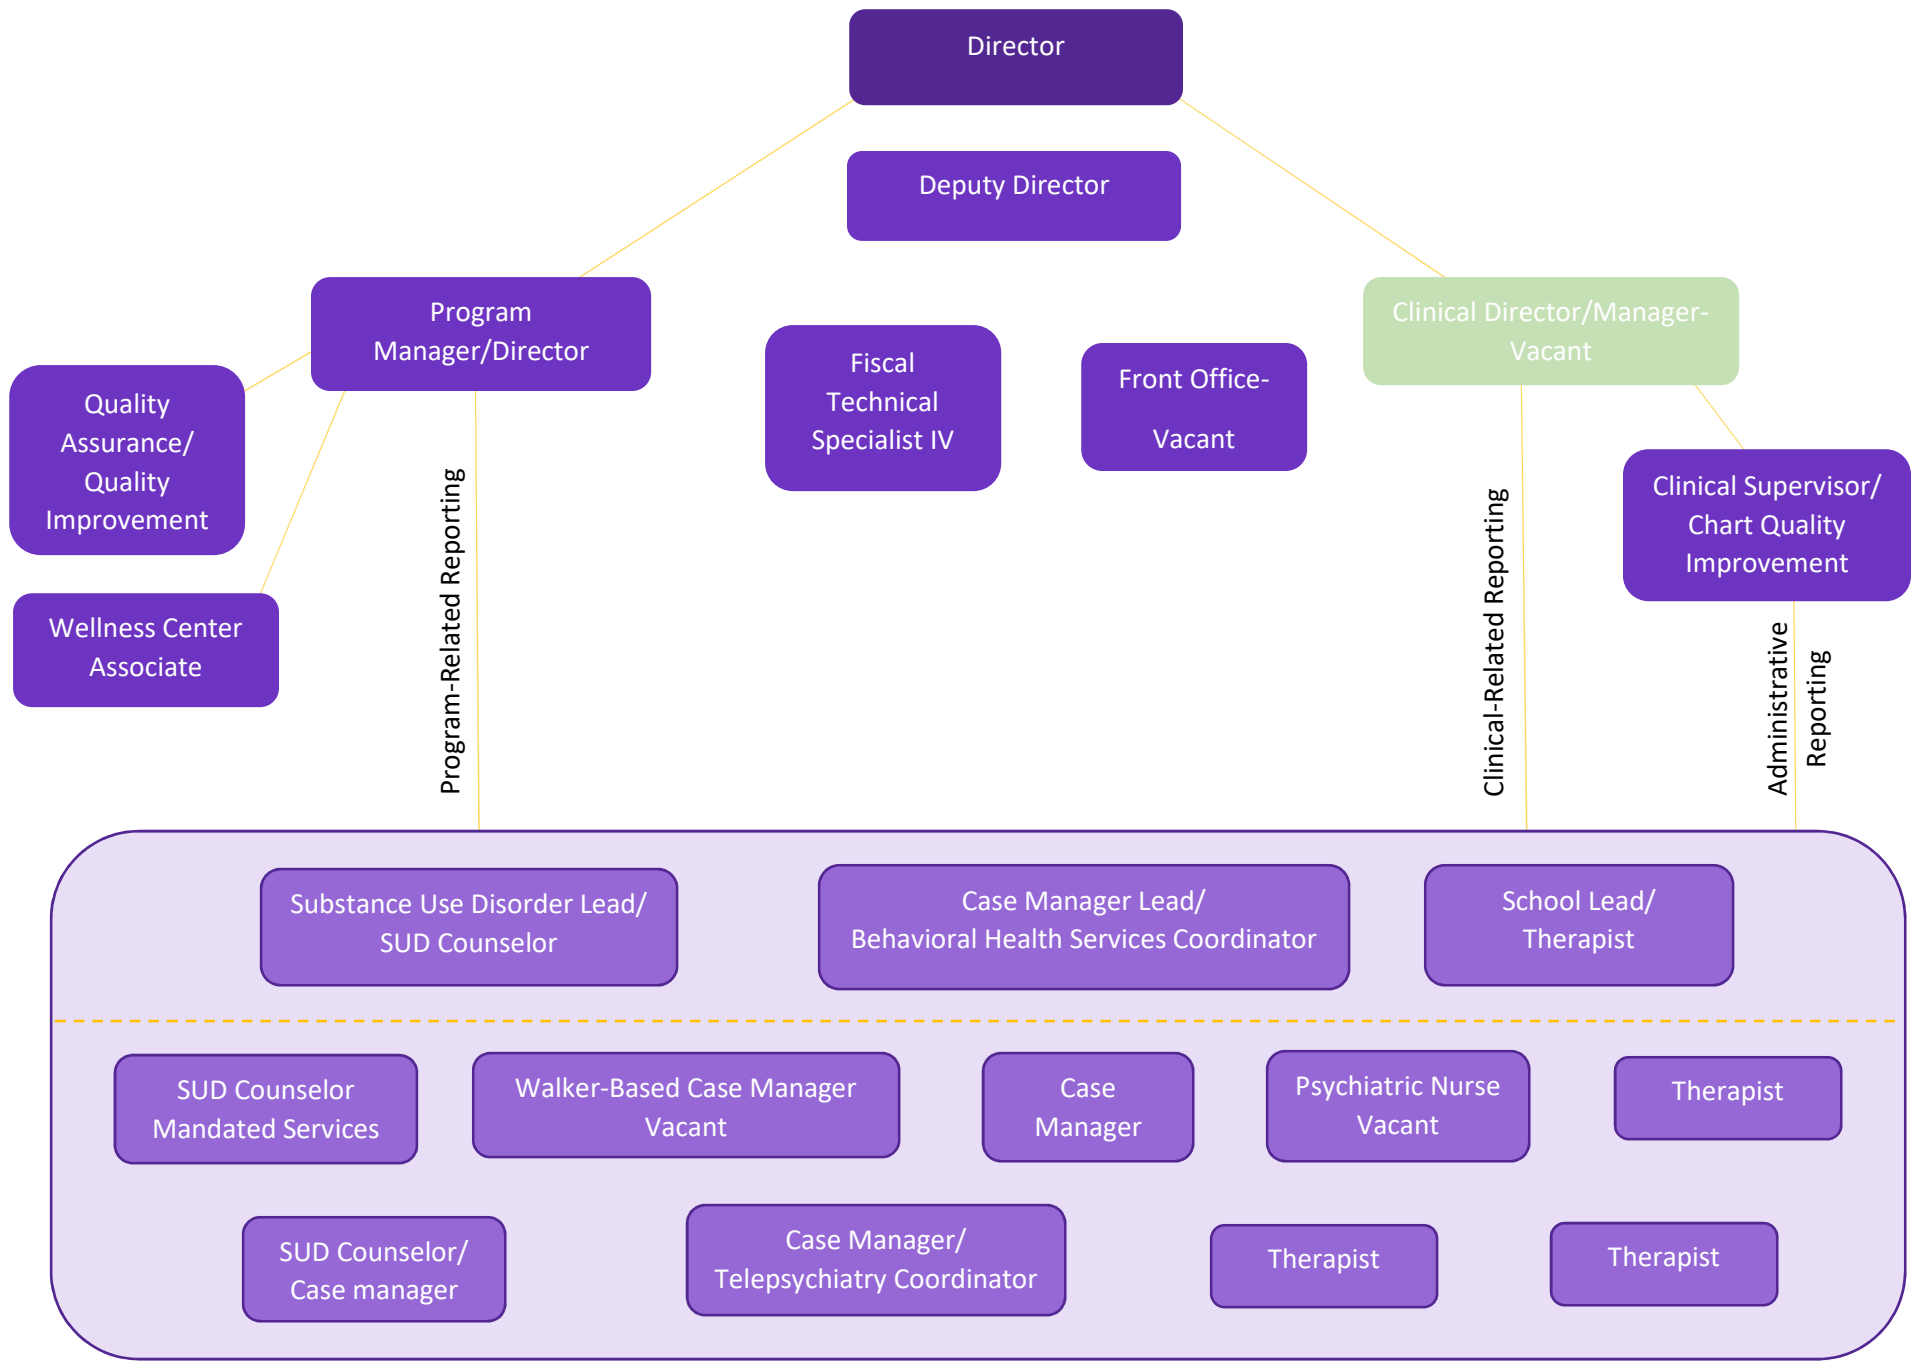 Director
Deputy Director
Program
Manager/Director
Clinical Director/Manager-
Vacant
Fiscal
Technical
Specialist IV
Front Office-
Vacant
Quality
Assurance/
Quality
Improvement
Clinical Supervisor/
Chart Quality
Improvement
Wellness Center
Associate
Program-Related Reporting
Clinical-Related Reporting
Administrative
Reporting
Substance Use Disorder Lead/
SUD Counselor
Case Manager Lead/
Behavioral Health Services Coordinator
School Lead/
Therapist
SUD Counselor
Mandated Services
Walker-Based Case Manager
Vacant
Case
Manager
Psychiatric Nurse
Vacant
Therapist
SUD Counselor/
Case manager
Case Manager/
Telepsychiatry Coordinator
Therapist
Therapist